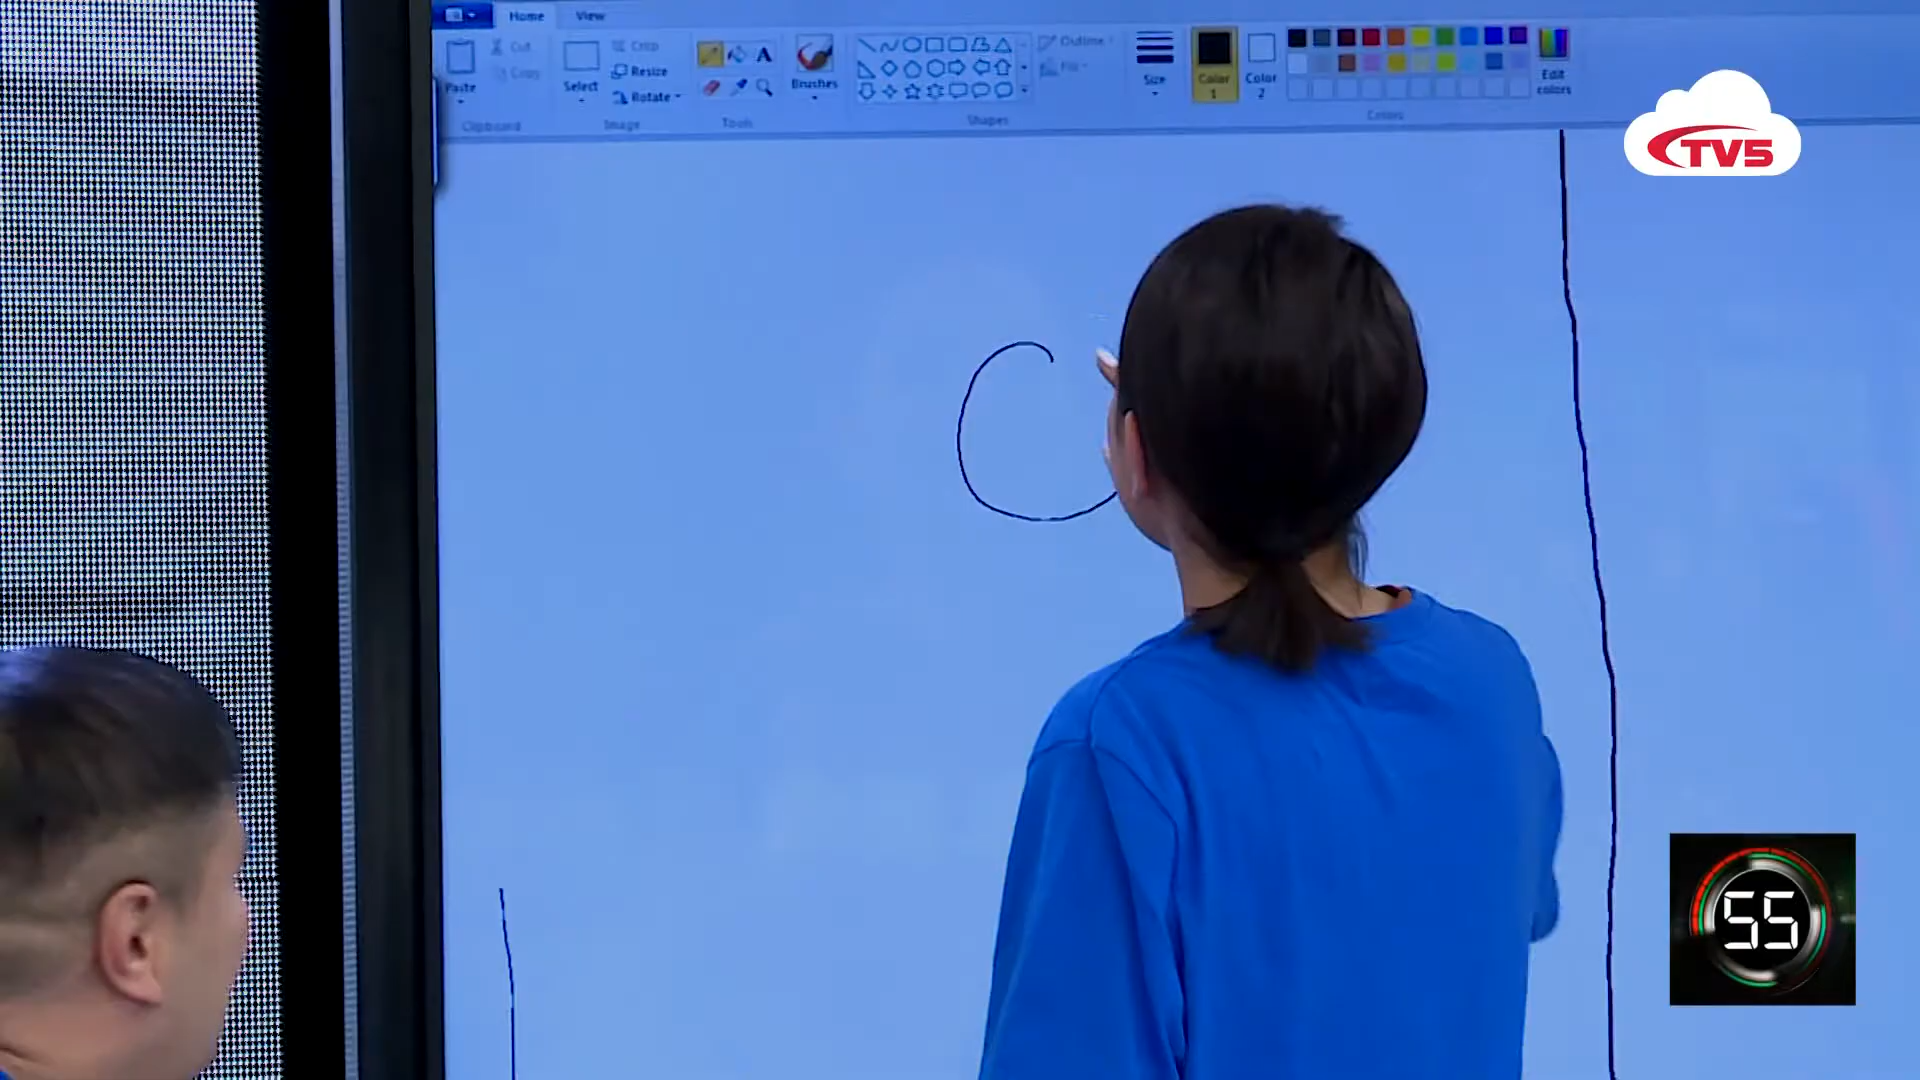 Home View
Paste
Cut
Copy
Clipboard
Select
Crop
Resize
Rotate
Image
A
Tools
Brushes
Shapes
Outline
Fill
Size
Color 1
Color 2
Colors
Edit colors
TV5
55